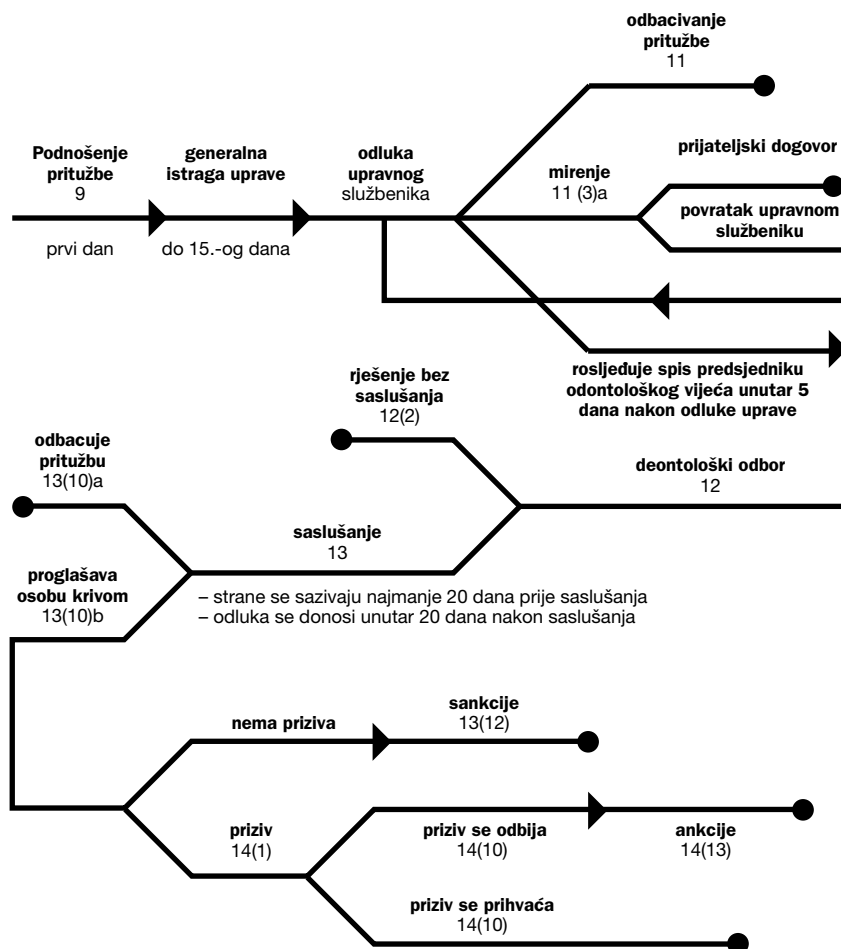 odbacivanje
pritužbe
11
Podnošenje
pritužbe
9
prvi dan
generalna
istraga uprave
do 15.-og dana
odluka
upravnog
službenika
mirenje
11 (3)a
prijateljski dogovor
povratak upravnom
službeniku
rosljeđuje spis predsjedniku
odontološkog vijeća unutar 5
dana nakon odluke uprave
rješenje bez
saslušanja
12(2)
deontološki odbor
12
odbacuje
pritužbu
13(10)a
saslušanje
13
proglašava
osobu krivom
13(10)b
– strane se sazivaju najmanje 20 dana prije saslušanja
– odluka se donosi unutar 20 dana nakon saslušanja
nema priziva
sankcije
13(12)
priziv
14(1)
priziv se odbija
14(10)
ankcije
14(13)
priziv se prihvaća
14(10)